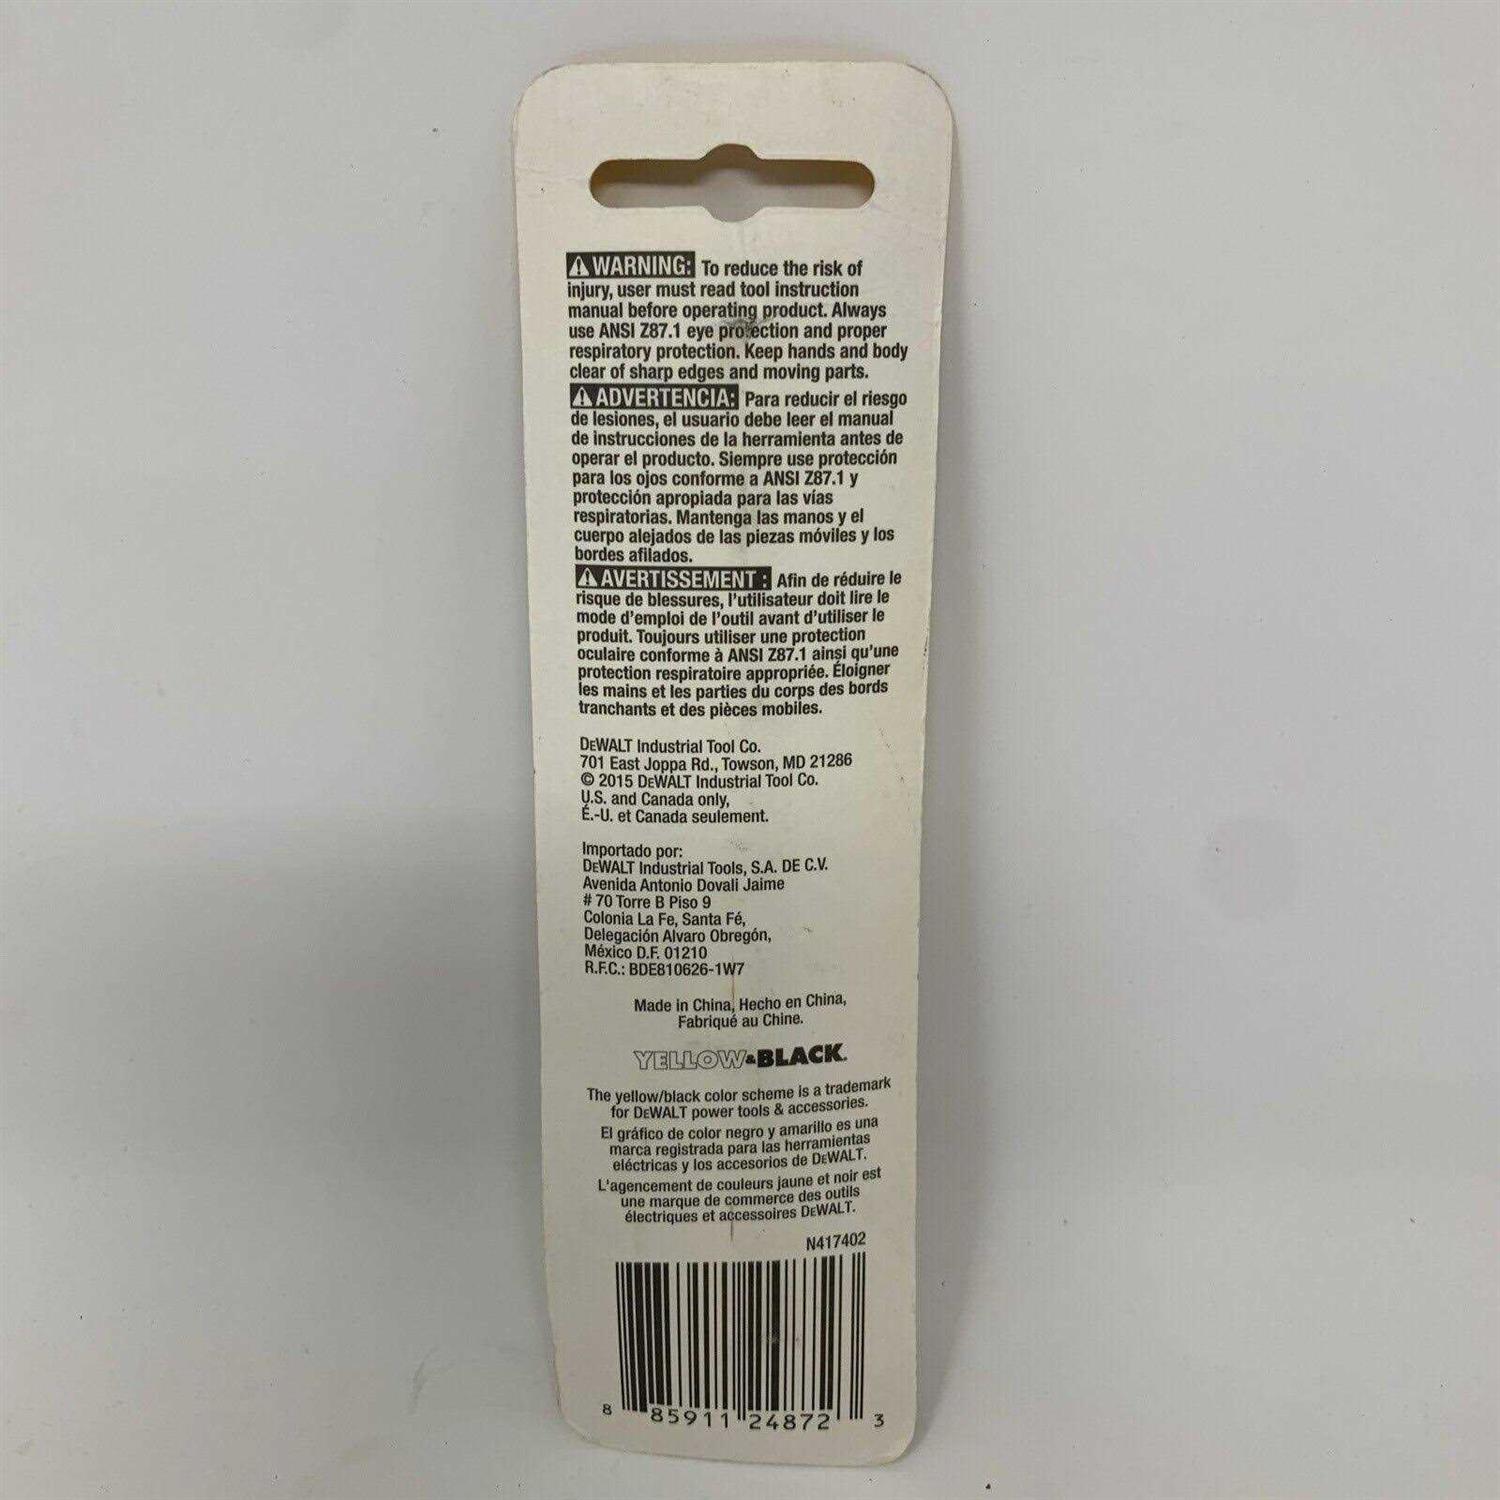 ⚠ WARNING: To reduce the risk of
injury, user must read tool instruction
manual before operating product. Always
use ANSI Z87.1 eye protection and proper
respiratory protection. Keep hands and body
clear of sharp edges and moving parts.
⚠ ADVERTENCIA: Para reducir el riesgo
de lesiones, el usuario debe leer el manual
de instrucciones de la herramienta antes de
operar el producto. Siempre use protección
para los ojos conforme a ANSI Z87.1 y
protección apropiada para las vías
respiratorias. Mantenga las manos y el
cuerpo alejados de las piezas móviles y los
bordes afilados.
⚠ AVERTISSEMENT : Afin de réduire le
risque de blessures, l'utilisateur doit lire le
mode d'emploi de l'outil avant d'utiliser le
produit. Toujours utiliser une protection
oculaire conforme à ANSI Z87.1 ainsi qu'une
protection respiratoire appropriée. Éloigner
les mains et les parties du corps des bords
tranchants et des pièces mobiles.
DEWALT Industrial Tool Co.
701 East Joppa Rd., Towson, MD 21286
© 2015 DEWALT Industrial Tool Co.
U.S. and Canada only,
É.-U. et Canada seulement.
Importado por:
DEWALT Industrial Tools, S.A. DE C.V.
Avenida Antonio Dovali Jaime
# 70 Torre B Piso 9
Colonia La Fe, Santa Fé,
Delegación Alvaro Obregón,
México D.F. 01210
R.F.C.: BDE810626-1W7
Made in China, Hecho en China,
Fabriqué au Chine.
YELLOW&BLACK.
The yellow/black color scheme is a trademark
for DEWALT power tools & accessories.
El gráfico de color negro y amarillo es una
marca registrada para las herramientas
eléctricas y los accesorios de DEWALT.
L'agencement de couleurs jaune et noir est
une marque de commerce des outils
électriques et accessoires DEWALT.
N417402
8 85911 24872 3